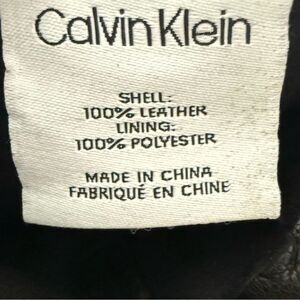 Calvin Klein
SHELL:
100% LEATHER
LINING:
100% POLYESTER
MADE IN CHINA
FABRIQUÉ EN CHINE